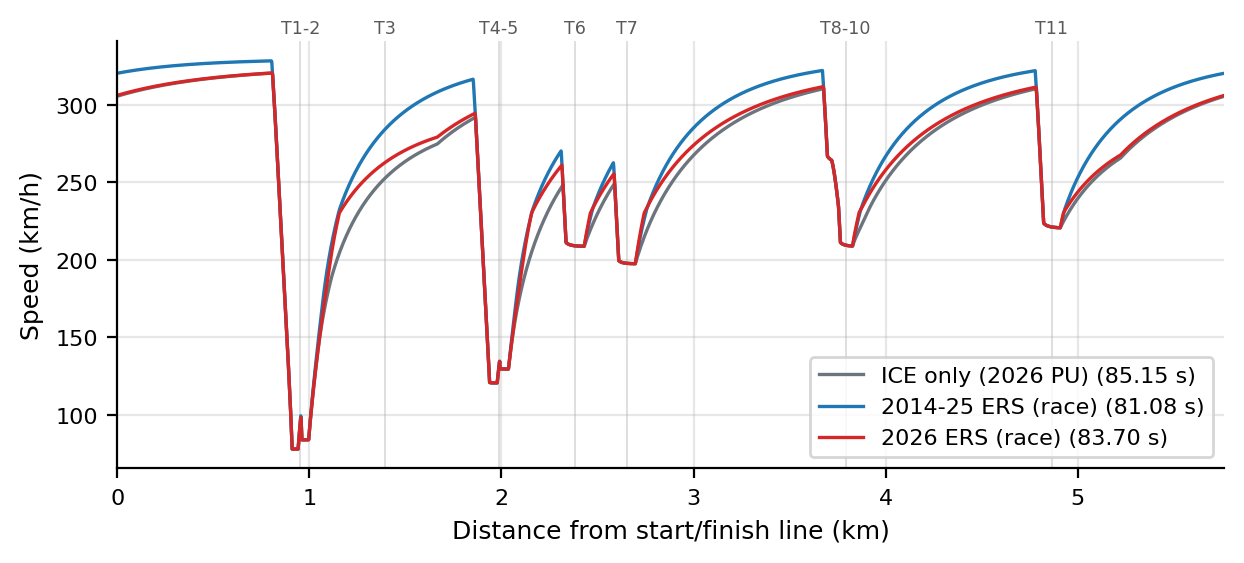 T1-2 T3 T4-5 T6 T7 T8-10 T11
Speed (km/h)
300
250
200
150
100
ICE only (2026 PU) (85.15 s)
2014-25 ERS (race) (81.08 s)
2026 ERS (race) (83.70 s)
0 1 2 3 4 5
Distance from start/finish line (km)